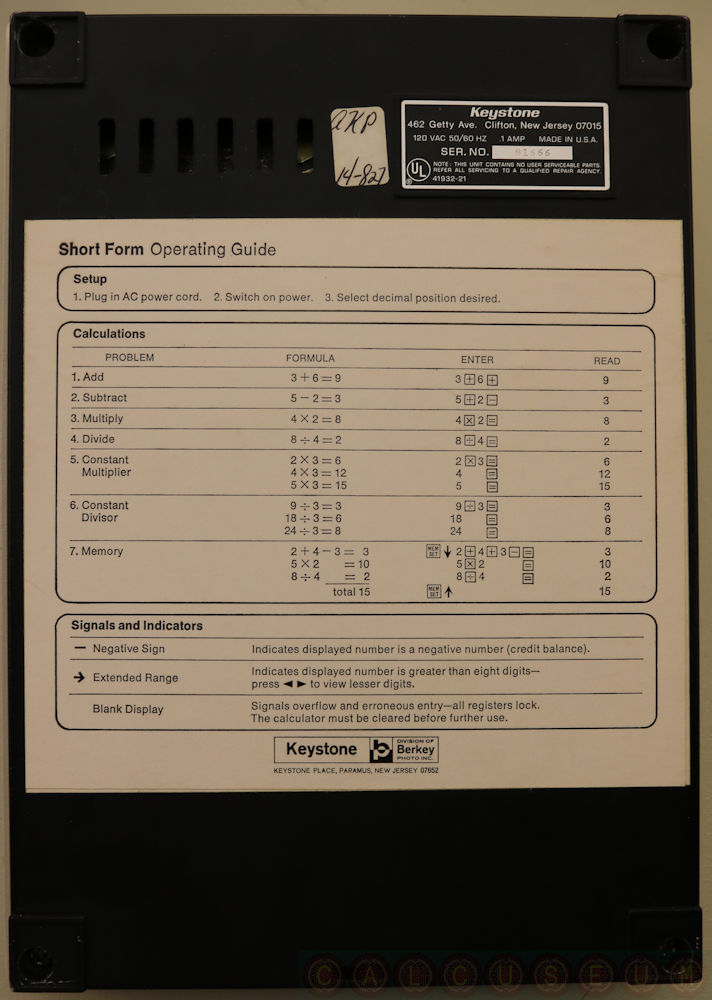 aKP
14-827
Keystone
462 Getty Ave. Clifton, New Jersey 07015
120 VAC 50/60 HZ .1 AMP MADE IN U.S.A.
SER. NO. 61666
UL ®
NOTE: THIS UNIT CONTAINS NO USER SERVICEABLE PARTS.
REFER ALL SERVICING TO A QUALIFIED REPAIR AGENCY.
41932-21
Short Form Operating Guide
Setup
1. Plug in AC power cord. 2. Switch on power. 3. Select decimal position desired.
Calculations
PROBLEM FORMULA ENTER READ
1. Add 3 + 6 = 9 3 + 6 + 9
2. Subtract 5 − 2 = 3 5 + 2 − 3
3. Multiply 4 × 2 = 8 4 × 2 = 8
4. Divide 8 ÷ 4 = 2 8 ÷ 4 = 2
5. Constant 2 × 3 = 6 2 × 3 = 6
Multiplier 4 × 3 = 12 4 = 12
5 × 3 = 15 5 = 15
6. Constant 9 ÷ 3 = 3 9 ÷ 3 = 3
Divisor 18 ÷ 3 = 6 18 = 6
24 ÷ 3 = 8 24 = 8
7. Memory 2 + 4 − 3 = 3 MEM SET ↓ 2 + 4 + 3 − = 3
5 × 2 = 10 5 × 2 = 10
8 ÷ 4 = 2 8 ÷ 4 = 2
total 15 MEM SET ↑ 15
Signals and Indicators
— Negative Sign Indicates displayed number is a negative number (credit balance).
→ Extended Range Indicates displayed number is greater than eight digits—
press ◄ ► to view lesser digits.
Blank Display Signals overflow and erroneous entry—all registers lock.
The calculator must be cleared before further use.
Keystone b DIVISION OF
Berkey
PHOTO INC.
KEYSTONE PLACE, PARAMUS, NEW JERSEY 07652
CALCUSEUM